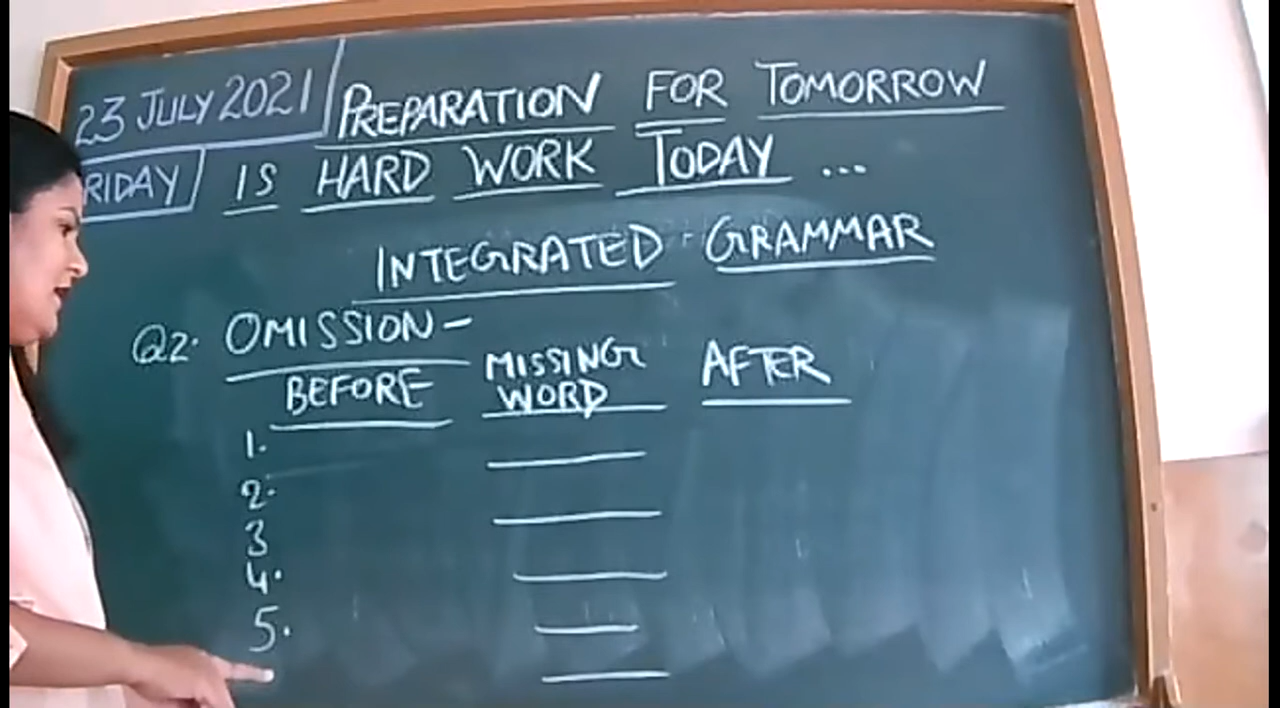 23 JULY 2021 PREPARATION FOR TOMORROW
RIDAY IS HARD WORK TODAY ...
INTEGRATED GRAMMAR
Q2. OMISSION-
BEFORE MISSING WORD AFTER
1.
2.
3
4.
5.